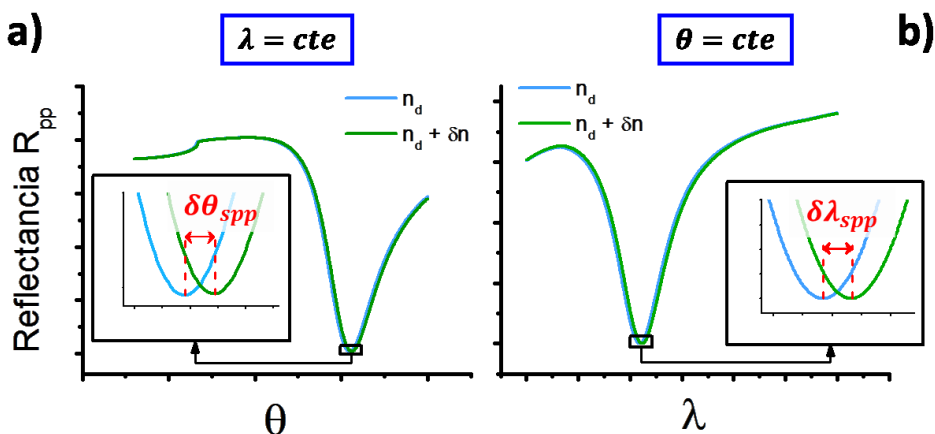 a)
λ = cte
θ = cte
b)
Reflectancia R_pp
n_d
n_d + δn
n_d
n_d + δn
δθ_spp
δλ_spp
θ
λ